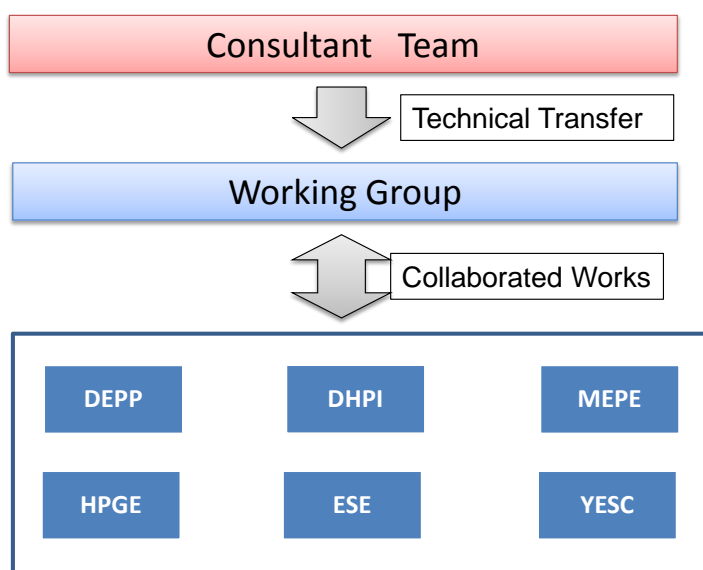 Consultant Team
Technical Transfer
Working Group
Collaborated Works
DEPP DHPI MEPE
HPGE ESE YESC